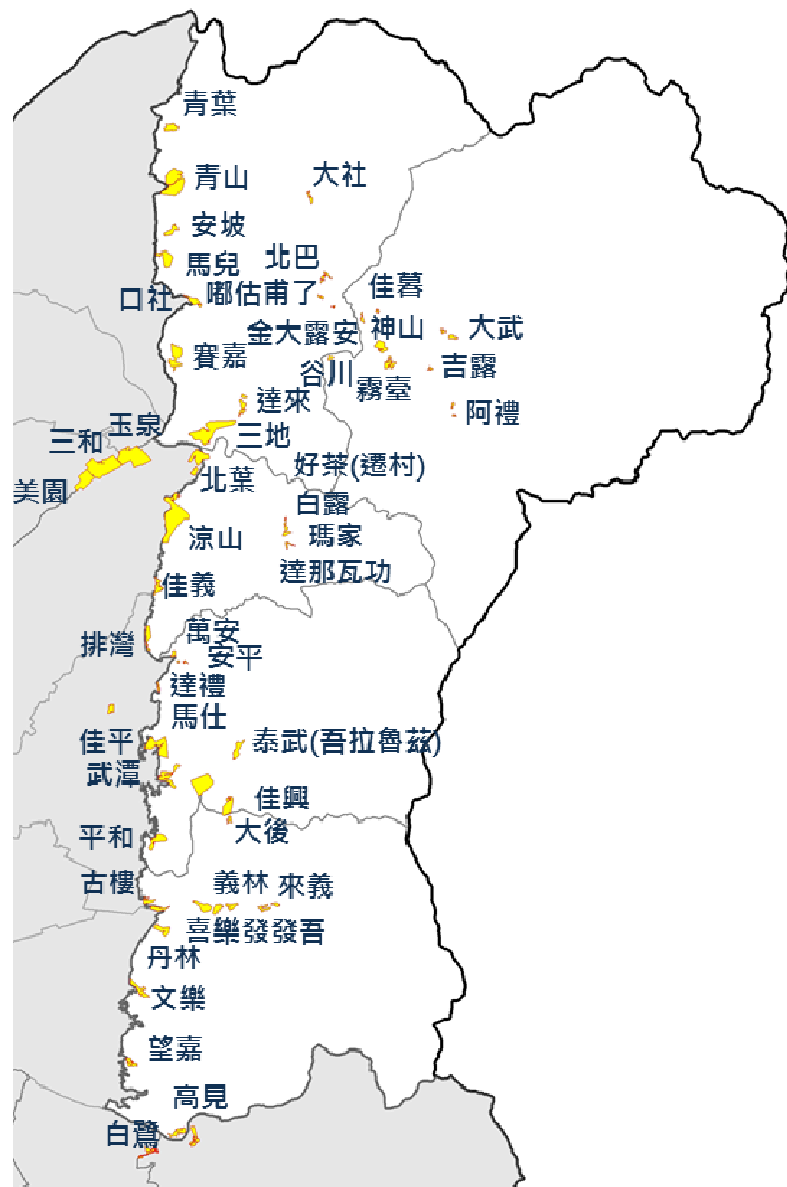 青葉
青山
大社
安坡
馬兒
北巴
口社
嘟估甫了
佳暮
金大露安
神山
大武
賽嘉
谷川
霧臺
吉露
達來
阿禮
玉泉
三和
三地
美園
北葉
好茶(遷村)
白露
涼山
瑪家
達那瓦功
佳義
排灣
萬安
安平
達禮
馬仕
佳平
泰武(吾拉魯茲)
武潭
佳興
平和
大後
古樓
義林
來義
喜樂發發吾
丹林
文樂
望嘉
高見
白鷺